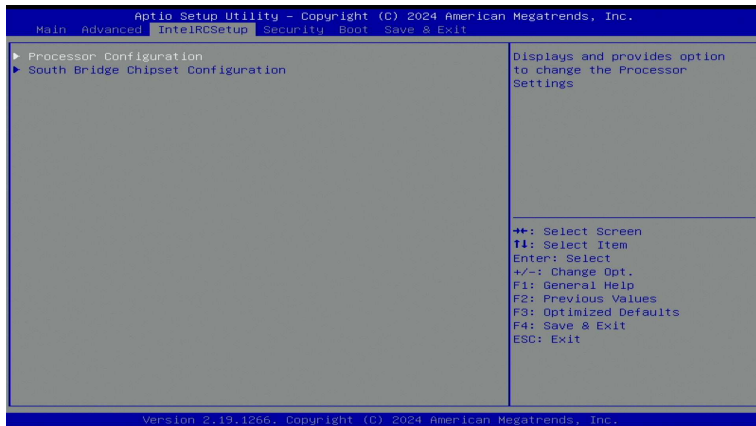 Aptio Setup Utility – Copyright (C) 2024 American Megatrends, Inc.
Main Advanced IntelRCSetup Security Boot Save & Exit
▶ Processor Configuration
▶ South Bridge Chipset Configuration
Displays and provides option
to change the Processor
Settings
→←: Select Screen
↑↓: Select Item
Enter: Select
+/-: Change Opt.
F1: General Help
F2: Previous Values
F3: Optimized Defaults
F4: Save & Exit
ESC: Exit
Version 2.19.1266. Copyright (C) 2024 American Megatrends, Inc.